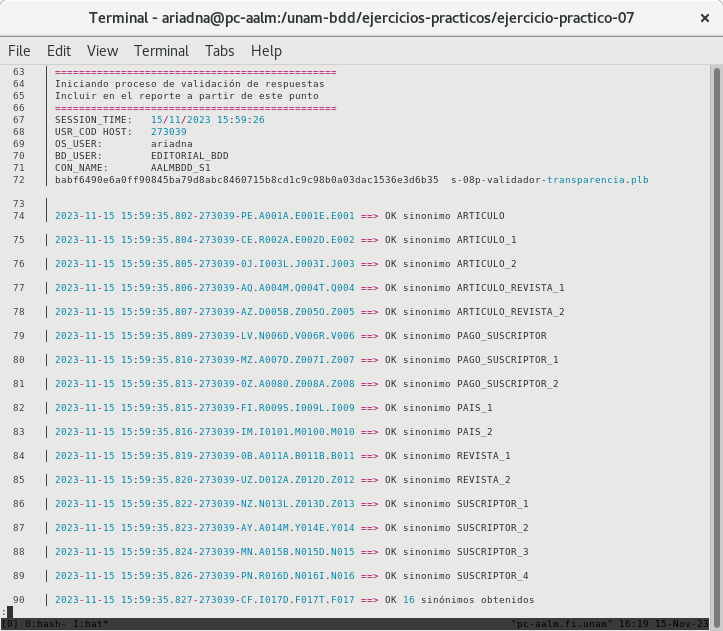 Terminal - ariadna@pc-aalm:/unam-bdd/ejercicios-practicos/ejercicio-practico-07 ×
File Edit View Terminal Tabs Help
63 │ ===============================================
64 │ Iniciando proceso de validación de respuestas
65 │ Incluir en el reporte a partir de este punto
66 │ ===============================================
67 │ SESSION_TIME: 15/11/2023 15:59:26
68 │ USR_COD HOST: 273039
69 │ OS_USER: ariadna
70 │ BD_USER: EDITORIAL_BDD
71 │ CON_NAME: AALMBDD_S1
72 │ babf6490e6a0ff90845ba79d8abc8460715b8cd1c9c98b0a03dac1536e3d6b35 s-08p-validador-transparencia.plb
73 │
74 │ 2023-11-15 15:59:35.802-273039-PE.A001A.E001E.E001 ==> OK sinonimo ARTICULO
75 │ 2023-11-15 15:59:35.804-273039-CE.R002A.E002D.E002 ==> OK sinonimo ARTICULO_1
76 │ 2023-11-15 15:59:35.805-273039-0J.I003L.J003I.J003 ==> OK sinonimo ARTICULO_2
77 │ 2023-11-15 15:59:35.806-273039-AQ.A004M.Q004T.Q004 ==> OK sinonimo ARTICULO_REVISTA_1
78 │ 2023-11-15 15:59:35.807-273039-AZ.D005B.Z005O.Z005 ==> OK sinonimo ARTICULO_REVISTA_2
79 │ 2023-11-15 15:59:35.809-273039-LV.N006D.V006R.V006 ==> OK sinonimo PAGO_SUSCRIPTOR
80 │ 2023-11-15 15:59:35.810-273039-MZ.A007D.Z007I.Z007 ==> OK sinonimo PAGO_SUSCRIPTOR_1
81 │ 2023-11-15 15:59:35.813-273039-0Z.A0080.Z008A.Z008 ==> OK sinonimo PAGO_SUSCRIPTOR_2
82 │ 2023-11-15 15:59:35.815-273039-FI.R009S.I009L.I009 ==> OK sinonimo PAIS_1
83 │ 2023-11-15 15:59:35.816-273039-IM.I0101.M0100.M010 ==> OK sinonimo PAIS_2
84 │ 2023-11-15 15:59:35.819-273039-0B.A011A.B011B.B011 ==> OK sinonimo REVISTA_1
85 │ 2023-11-15 15:59:35.820-273039-UZ.D012A.Z012D.Z012 ==> OK sinonimo REVISTA_2
86 │ 2023-11-15 15:59:35.822-273039-NZ.N013L.Z013D.Z013 ==> OK sinonimo SUSCRIPTOR_1
87 │ 2023-11-15 15:59:35.823-273039-AY.A014M.Y014E.Y014 ==> OK sinonimo SUSCRIPTOR_2
88 │ 2023-11-15 15:59:35.824-273039-MN.A015B.N015D.N015 ==> OK sinonimo SUSCRIPTOR_3
89 │ 2023-11-15 15:59:35.826-273039-PN.R016D.N016I.N016 ==> OK sinonimo SUSCRIPTOR_4
90 │ 2023-11-15 15:59:35.827-273039-CF.I017D.F017T.F017 ==> OK 16 sinónimos obtenidos
:
[0] 0:bash- 1:bat* "pc-aalm.fi.unam" 16:19 15-Nov-23